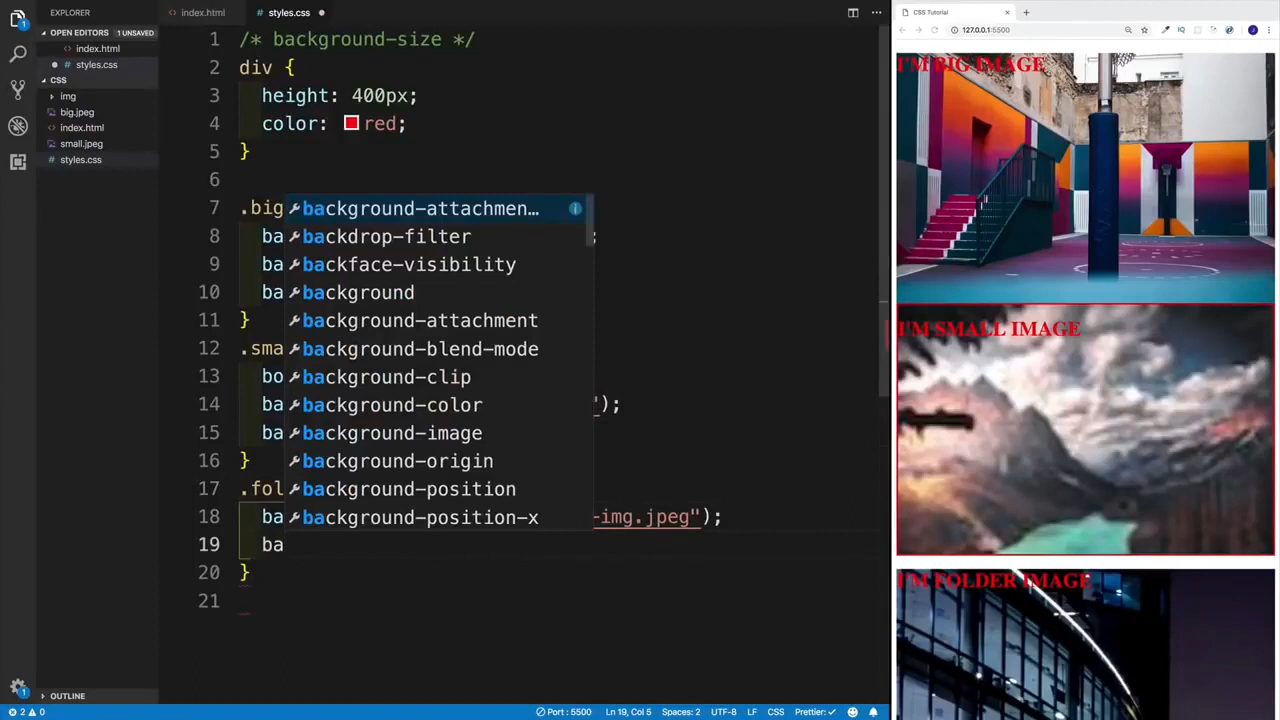 EXPLORER
OPEN EDITORS 1 UNSAVED
index.html
styles.css
CSS
img
big.jpeg
index.html
small.jpeg
styles.css
OUTLINE
1
1
index.html
styles.css
1 /* background-size */
2 div {
3 height: 400px;
4 color: red;
5 }
6
7 .big
8 ba ;
9 ba
10 ba
11 }
12 .sma
13 bo
14 ba ");
15 ba
16 }
17 .fol
18 ba -img.jpeg");
19 ba
20 }
21
background-attachmen…
backdrop-filter
backface-visibility
background
background-attachment
background-blend-mode
background-clip
background-color
background-image
background-origin
background-position
background-position-x
2 0
Port : 5500
Ln 19, Col 5
Spaces: 2
UTF-8
LF
CSS
Prettier: ✓
CSS Tutorial
127.0.0.1:5500
I'M BIG IMAGE
I'M SMALL IMAGE
I'M FOLDER IMAGE